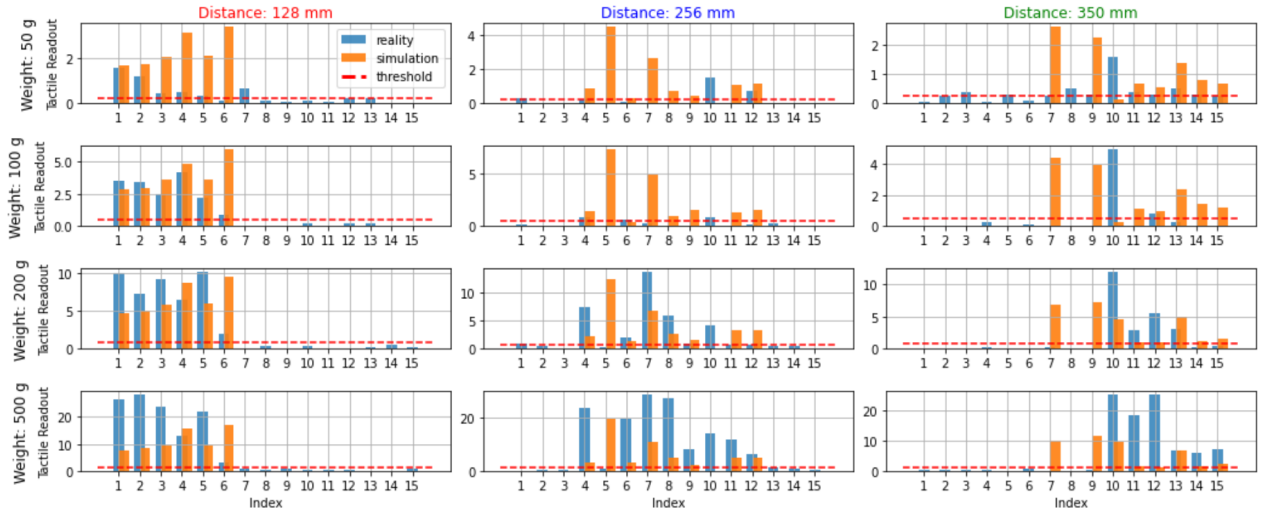 Distance: 128 mm
Distance: 256 mm
Distance: 350 mm
Weight: 50 g
Tactile Readout
0
2
reality
simulation
threshold
1 2 3 4 5 6 7 8 9 10 11 12 13 14 15
0
2
4
1 2 3 4 5 6 7 8 9 10 11 12 13 14 15
0
1
2
1 2 3 4 5 6 7 8 9 10 11 12 13 14 15
Weight: 100 g
Tactile Readout
0.0
2.5
5.0
1 2 3 4 5 6 7 8 9 10 11 12 13 14 15
0
5
1 2 3 4 5 6 7 8 9 10 11 12 13 14 15
0
2
4
1 2 3 4 5 6 7 8 9 10 11 12 13 14 15
Weight: 200 g
Tactile Readout
0
5
10
1 2 3 4 5 6 7 8 9 10 11 12 13 14 15
0
5
10
1 2 3 4 5 6 7 8 9 10 11 12 13 14 15
0
5
10
1 2 3 4 5 6 7 8 9 10 11 12 13 14 15
Weight: 500 g
Tactile Readout
0
10
20
1 2 3 4 5 6 7 8 9 10 11 12 13 14 15
Index
0
20
1 2 3 4 5 6 7 8 9 10 11 12 13 14 15
Index
0
10
20
1 2 3 4 5 6 7 8 9 10 11 12 13 14 15
Index